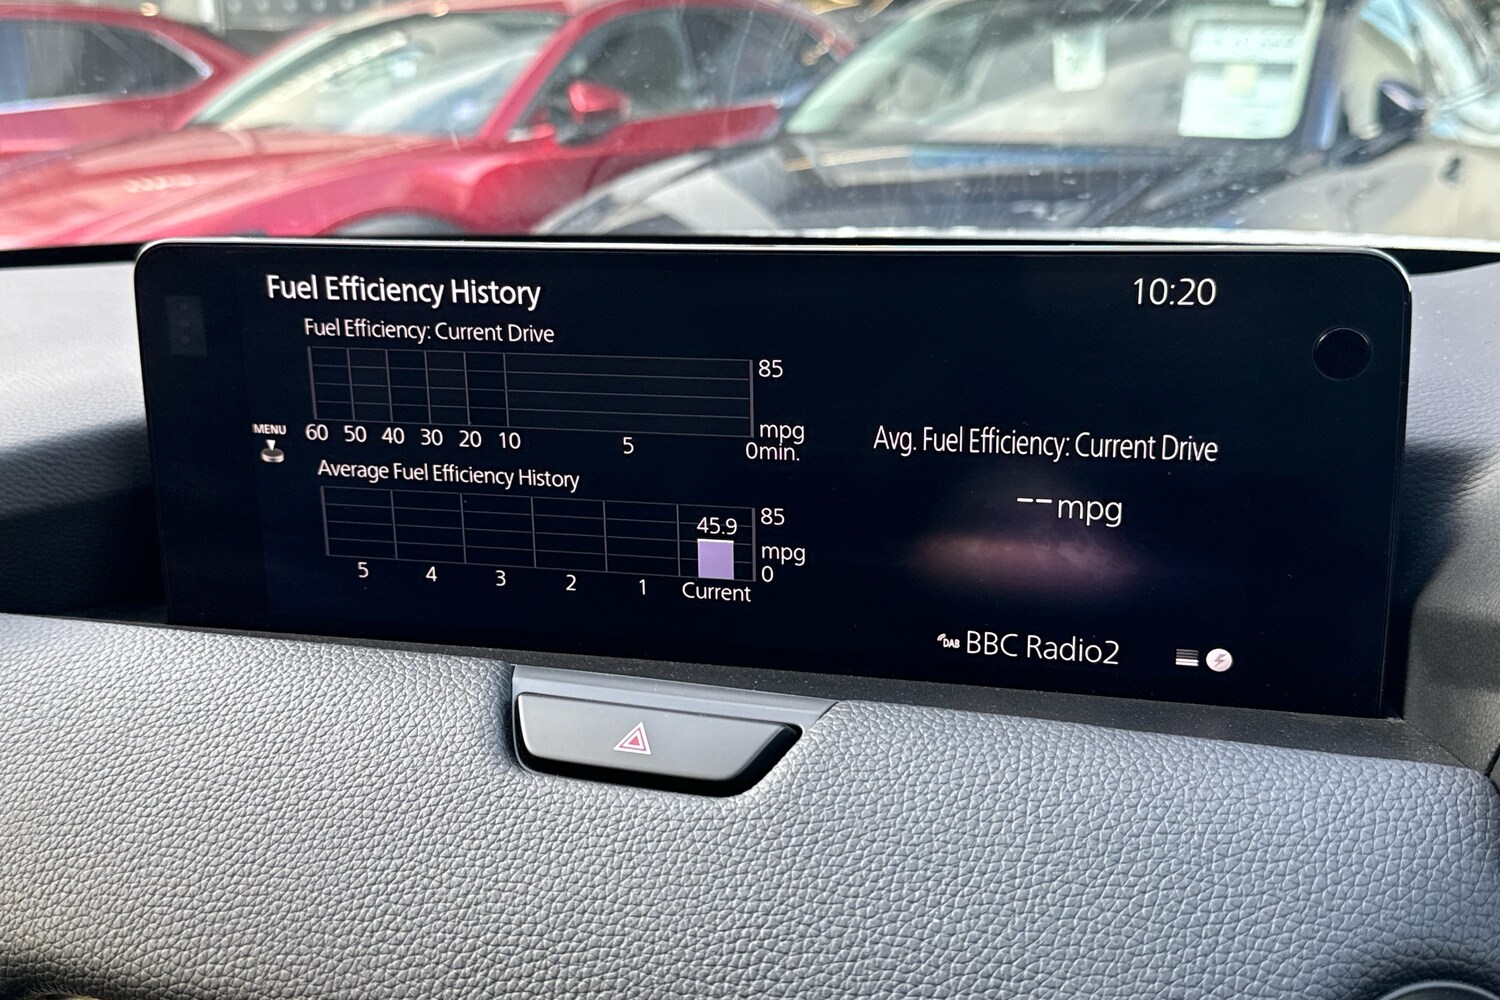 Fuel Efficiency History
10:20
Fuel Efficiency: Current Drive
85
mpg
60 50 40 30 20 10 5 0min.
MENU
Avg. Fuel Efficiency: Current Drive
--mpg
Average Fuel Efficiency History
85
45.9
mpg
0
5 4 3 2 1 Current
DAB BBC Radio2